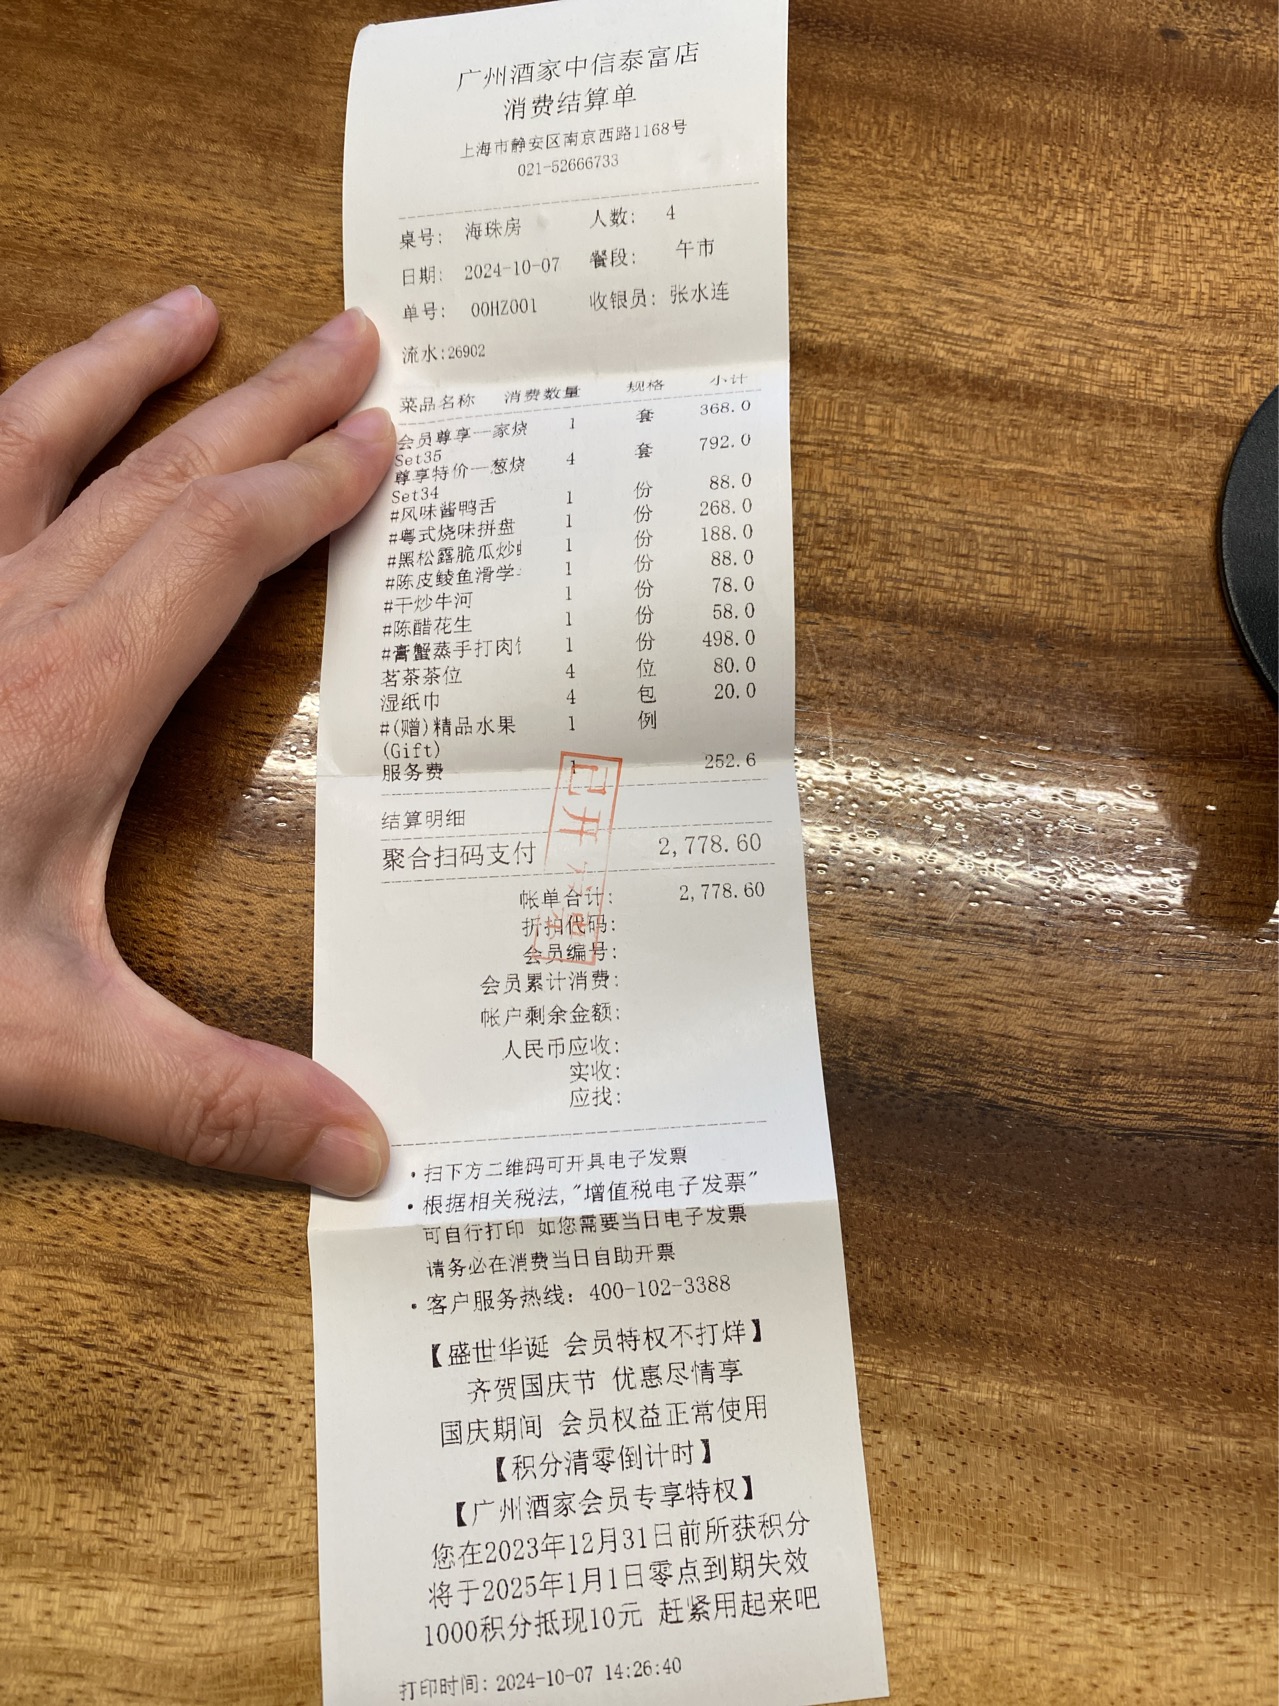 广州酒家中信泰富店
消费结算单
上海市静安区南京西路1168号
021-52666733
桌号: 海珠房 人数: 4
日期: 2024-10-07 餐段: 午市
单号: 00HZ001 收银员: 张水连
流水:26902
菜品名称 消费数量 规格 小计
会员尊享一家烧 1 套 368.0
Set35
尊享特价一葱烧 4 套 792.0
Set34
#风味酱鸭舌 1 份 88.0
#粤式烧味拼盘 1 份 268.0
#黑松露脆瓜炒 1 份 188.0
#陈皮鲮鱼滑学 1 份 88.0
#干炒牛河 1 份 78.0
#陈醋花生 1 份 58.0
#膏蟹蒸手打肉 1 份 498.0
茗茶茶位 4 位 80.0
湿纸巾 4 包 20.0
#(赠)精品水果 1 例
(Gift)
服务费 1 252.6
已开
结算明细
聚合扫码支付 2,778.60
帐单合计: 2,778.60
折扣代码:
会员编号:
会员累计消费:
帐户剩余金额:
人民币应收:
实收:
应找:
·扫下方二维码可开具电子发票
·根据相关税法,"增值税电子发票"
可自行打印 如您需要当日电子发票
请务必在消费当日自助开票
·客户服务热线: 400-102-3388
【盛世华诞 会员特权不打烊】
齐贺国庆节 优惠尽情享
国庆期间 会员权益正常使用
【积分清零倒计时】
【广州酒家会员专享特权】
您在2023年12月31日前所获积分
将于2025年1月1日零点到期失效
1000积分抵现10元 赶紧用起来吧
打印时间: 2024-10-07 14:26:40